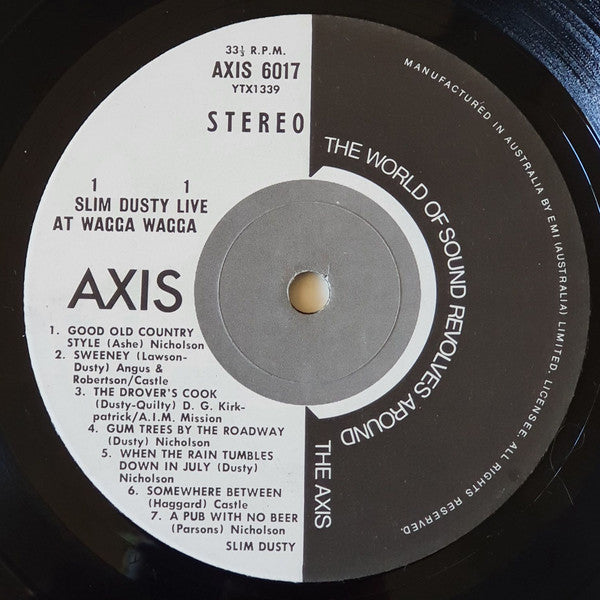 33⅓ R.P.M.
AXIS 6017
YTX1339
STEREO
1 1
SLIM DUSTY LIVE
AT WAGGA WAGGA
AXIS
1. GOOD OLD COUNTRY
STYLE (Ashe) Nicholson
2. SWEENEY (Lawson-
Dusty) Angus &
Robertson/Castle
3. THE DROVER'S COOK
(Dusty-Quilty) D. G. Kirk-
patrick/A.I.M. Mission
4. GUM TREES BY THE ROADWAY
(Dusty) Nicholson
5. WHEN THE RAIN TUMBLES
DOWN IN JULY (Dusty)
Nicholson
6. SOMEWHERE BETWEEN
(Haggard) Castle
7. A PUB WITH NO BEER
(Parsons) Nicholson
SLIM DUSTY
THE WORLD OF SOUND REVOLVES AROUND
THE AXIS
MANUFACTURED IN AUSTRALIA BY EMI (AUSTRALIA) LIMITED. LICENSEE. ALL RIGHTS RESERVED.